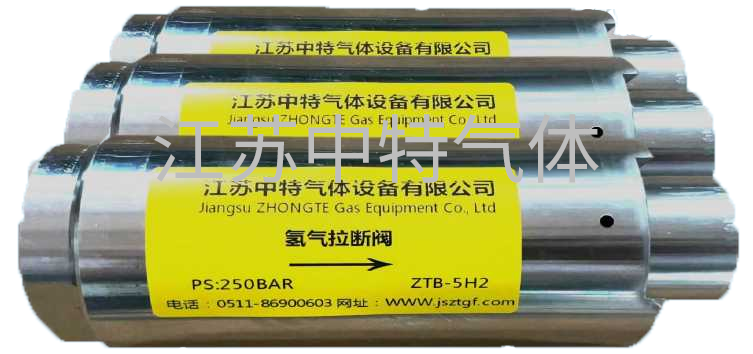 江苏中特气体设备有限公司
江苏中特气体设备有限公司
Jiangsu ZHONGTE Gas Equipment Co., Ltd
江苏中特气体
江苏中特气体设备有限公司
Jiangsu ZHONGTE Gas Equipment Co., Ltd
氢气拉断阀
PS:250BAR ZTB-5H2
电话：0511-86900603 网址：WWW.jsztgf.com